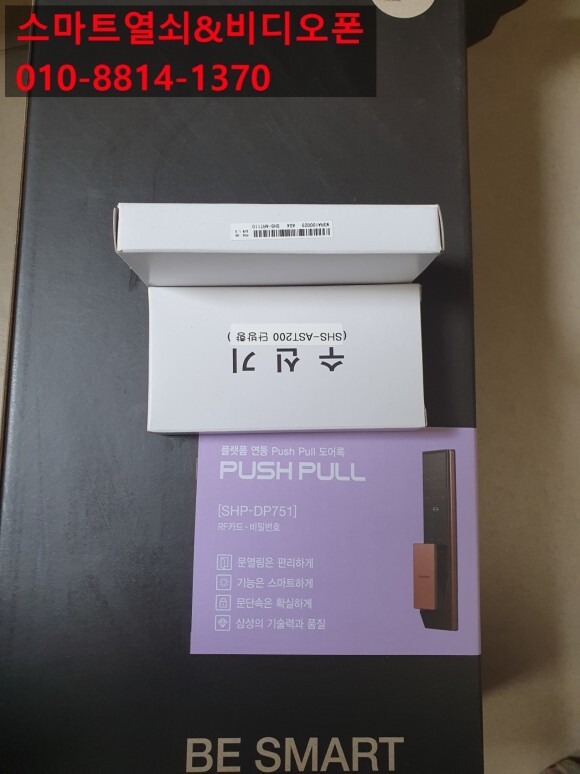 스마트열쇠&비디오폰
010-8814-1370
수 신 기
(SHS-AST200 단방향 )
플랫폼 연동 Push Pull 도어록
PUSH PULL
[SHP-DP751]
RF카드 • 비밀번호
문열림은 편리하게
기능은 스마트하게
문단속은 확실하게
삼성의 기술력과 품질
BE SMART